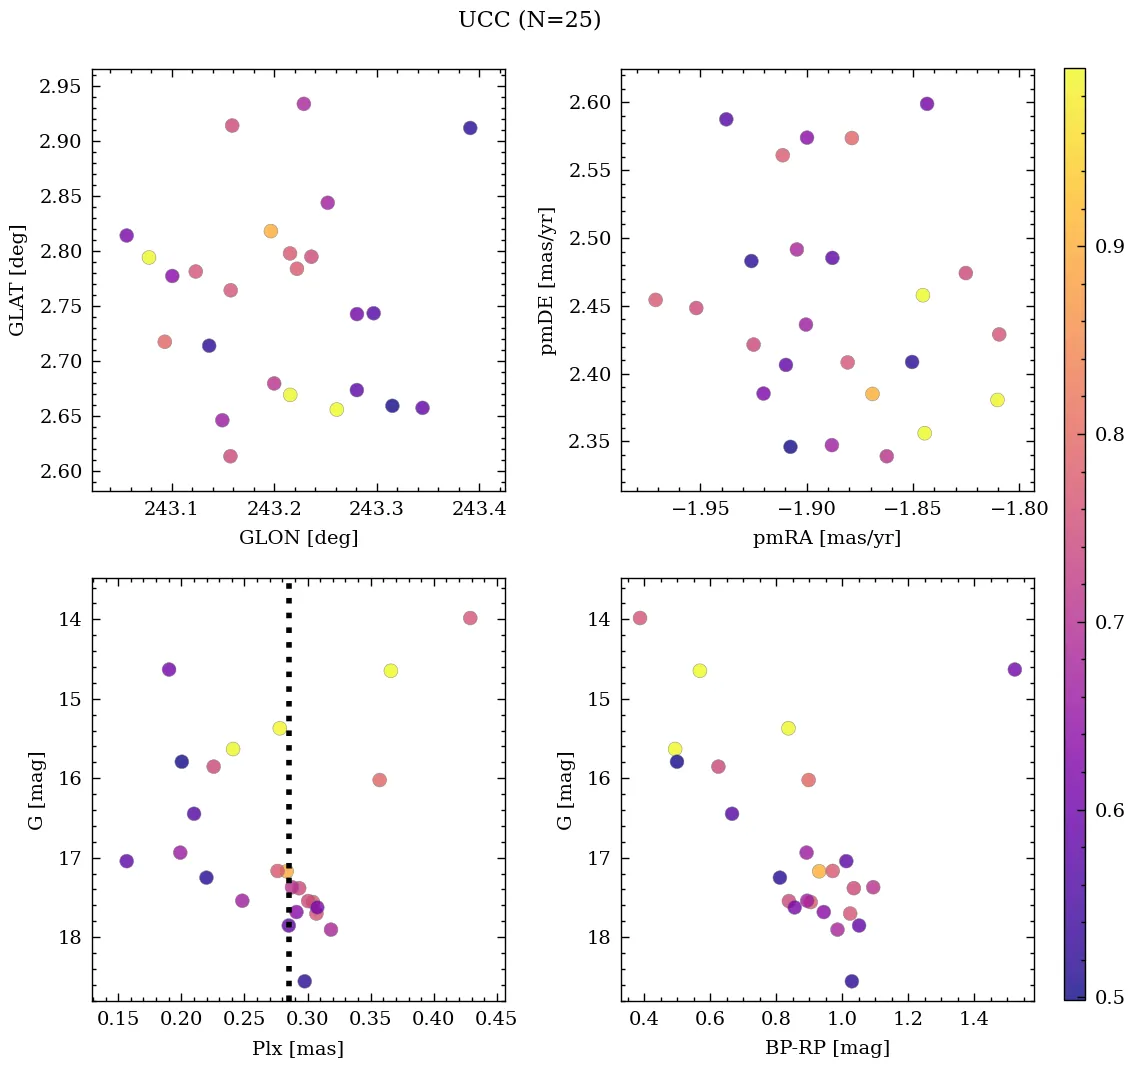 UCC (N=25)
2.95
2.90
2.85
2.80
2.75
2.70
2.65
2.60
GLAT [deg]
243.1 243.2 243.3 243.4
GLON [deg]
2.60
2.55
2.50
2.45
2.40
2.35
pmDE [mas/yr]
−1.95 −1.90 −1.85 −1.80
pmRA [mas/yr]
14
15
16
17
18
G [mag]
0.15 0.20 0.25 0.30 0.35 0.40 0.45
Plx [mas]
14
15
16
17
18
G [mag]
0.4 0.6 0.8 1.0 1.2 1.4
BP-RP [mag]
0.9
0.8
0.7
0.6
0.5